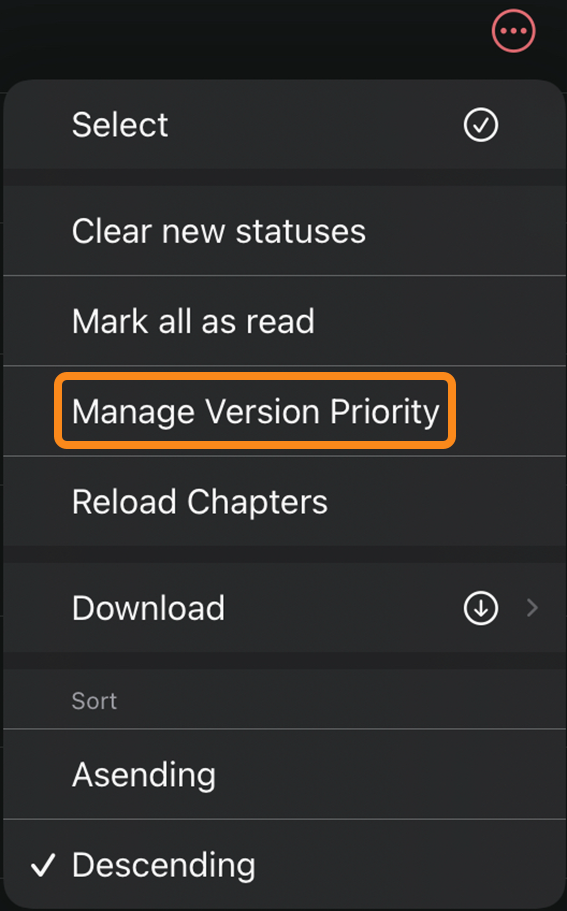 Select
Clear new statuses
Mark all as read
Manage Version Priority
Reload Chapters
Download
Sort
Asending
Descending